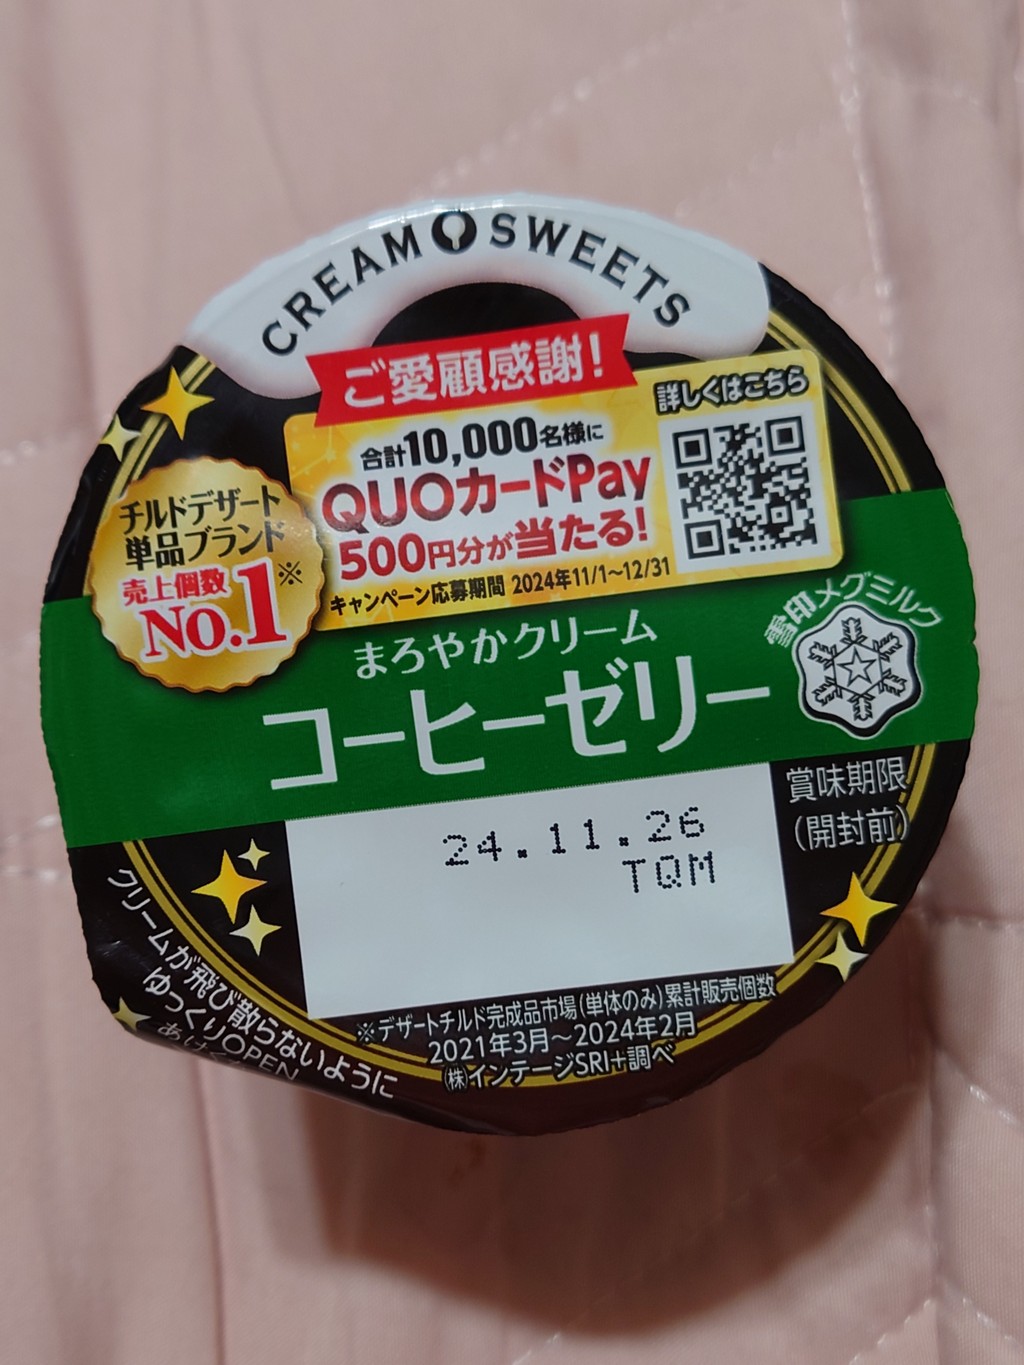 CREAM SWEETS
ご愛顧感謝!
詳しくはこちら
合計10,000名様に
QUOカードPay
500円分が当たる!
キャンペーン応募期間 2024年11/1~12/31
チルドデザート
単品ブランド
売上個数
No.1※
まろやかクリーム
コーヒーゼリー
雪印メグミルク
賞味期限
(開封前)
24.11.26
TQM
クリームが飛び散らないように
ゆっくりOPEN
※デザートチルド完成品市場(単体のみ)累計販売個数
2021年3月~2024年2月
(株)インテージSRI+調べ